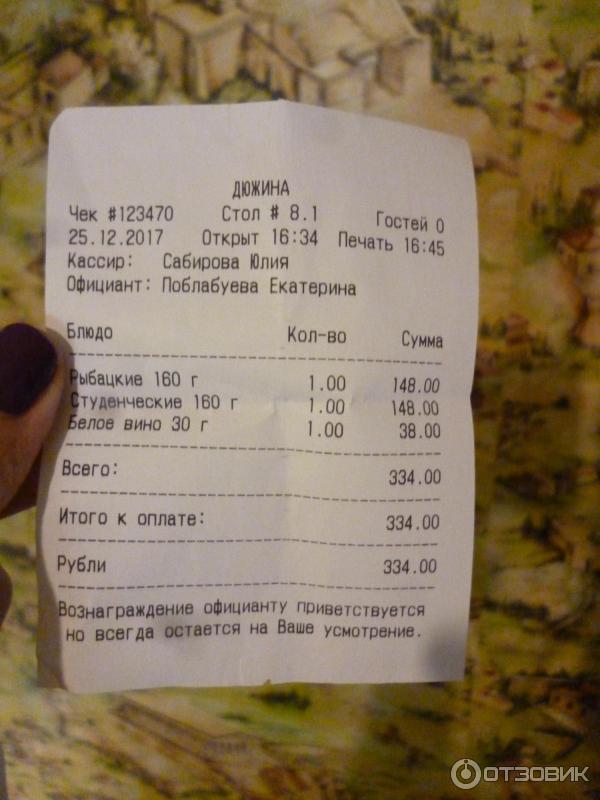 ДЮЖИНА
Чек #123470 Стол # 8.1 Гостей 0
25.12.2017 Открыт 16:34 Печать 16:45
Кассир: Сабирова Юлия
Официант: Поблабуева Екатерина
Блюдо Кол-во Сумма
Рыбацкие 160 г 1.00 148.00
Студенческие 160 г 1.00 148.00
Белое вино 30 г 1.00 38.00
Всего: 334.00
Итого к оплате: 334.00
Рубли 334.00
Вознаграждение официанту приветствуется
но всегда остается на Ваше усмотрение.
ОТЗОВИК